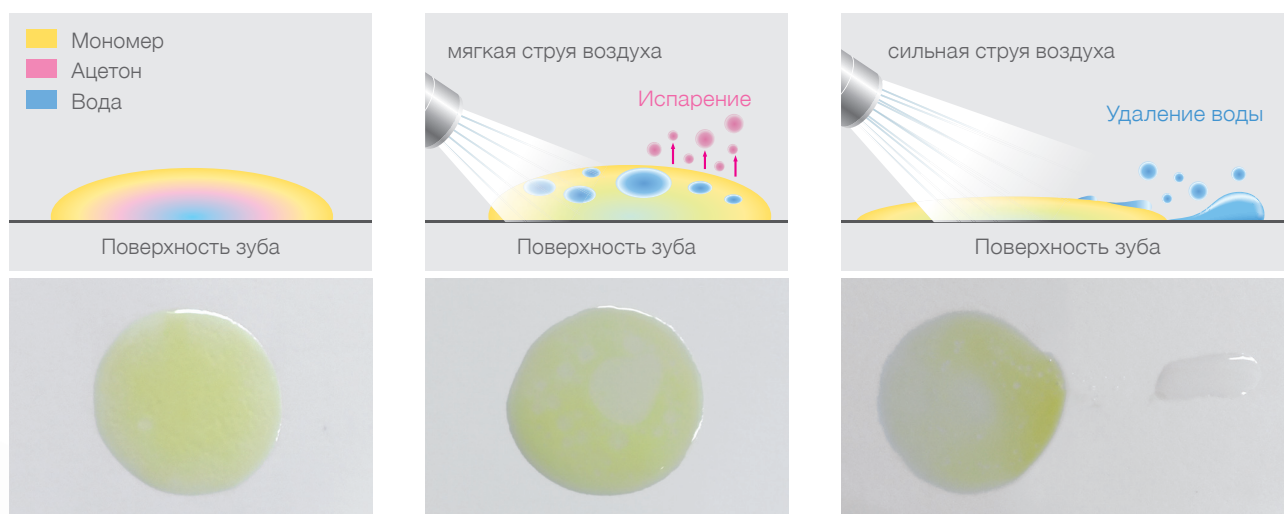 Мономер
Ацетон
Вода
Поверхность зуба
мягкая струя воздуха
Испарение
Поверхность зуба
сильная струя воздуха
Удаление воды
Поверхность зуба